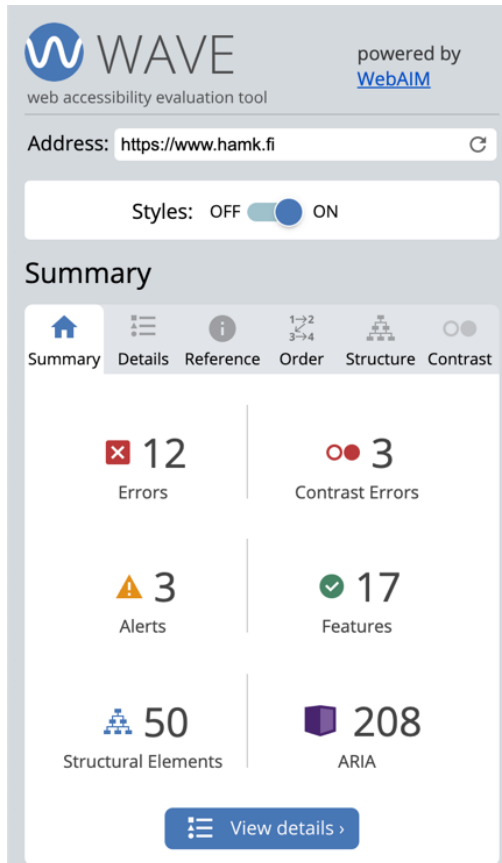 WAVE
powered by
WebAIM
web accessibility evaluation tool
Address: https://www.hamk.fi
Styles: OFF ON
Summary
1→2
3→4
Summary Details Reference Order Structure Contrast
12 3
Errors Contrast Errors
3 17
Alerts Features
50 208
Structural Elements ARIA
View details ›